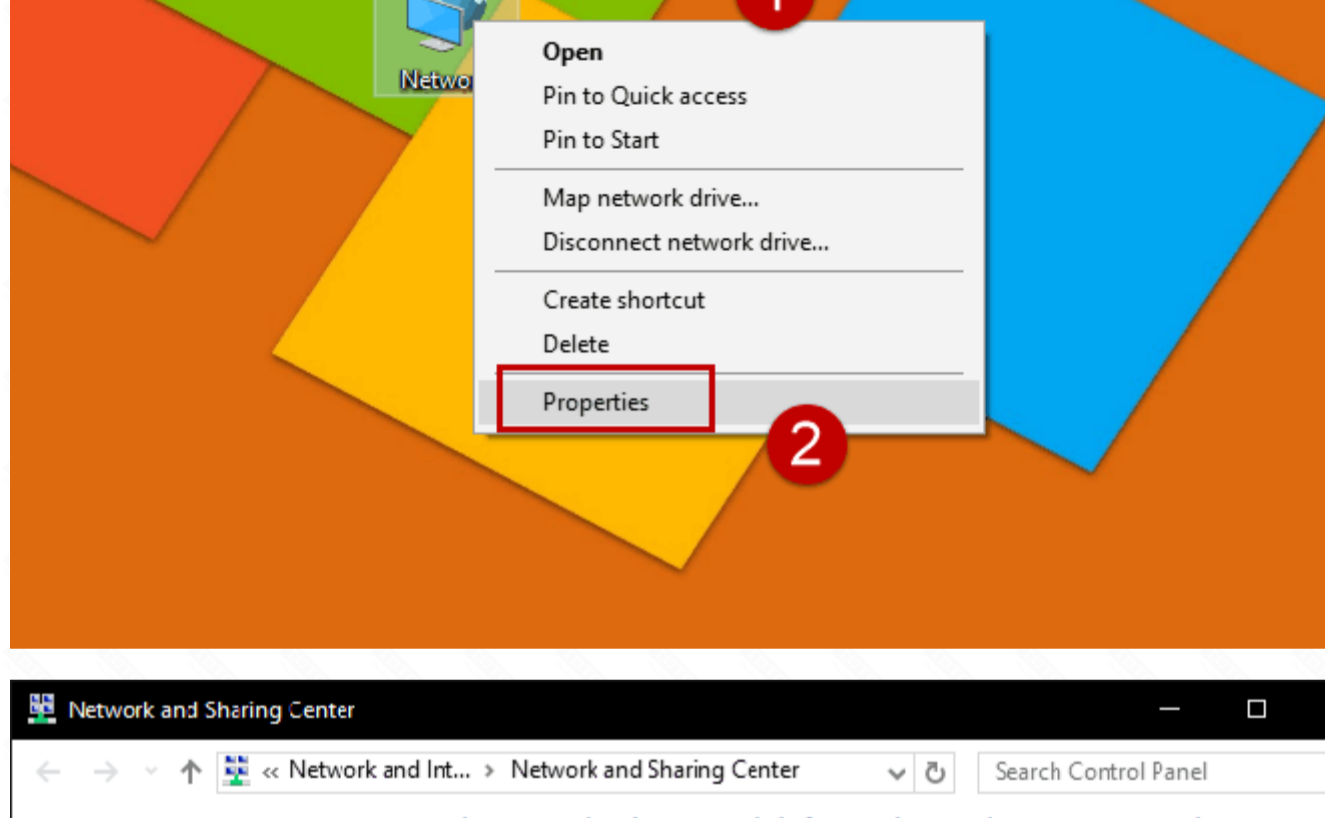 1
Open
Netwo
Pin to Quick access
Pin to Start
Map network drive...
Disconnect network drive...
Create shortcut
Delete
Properties
2
Network and Sharing Center
« Network and Int... > Network and Sharing Center
Search Control Panel